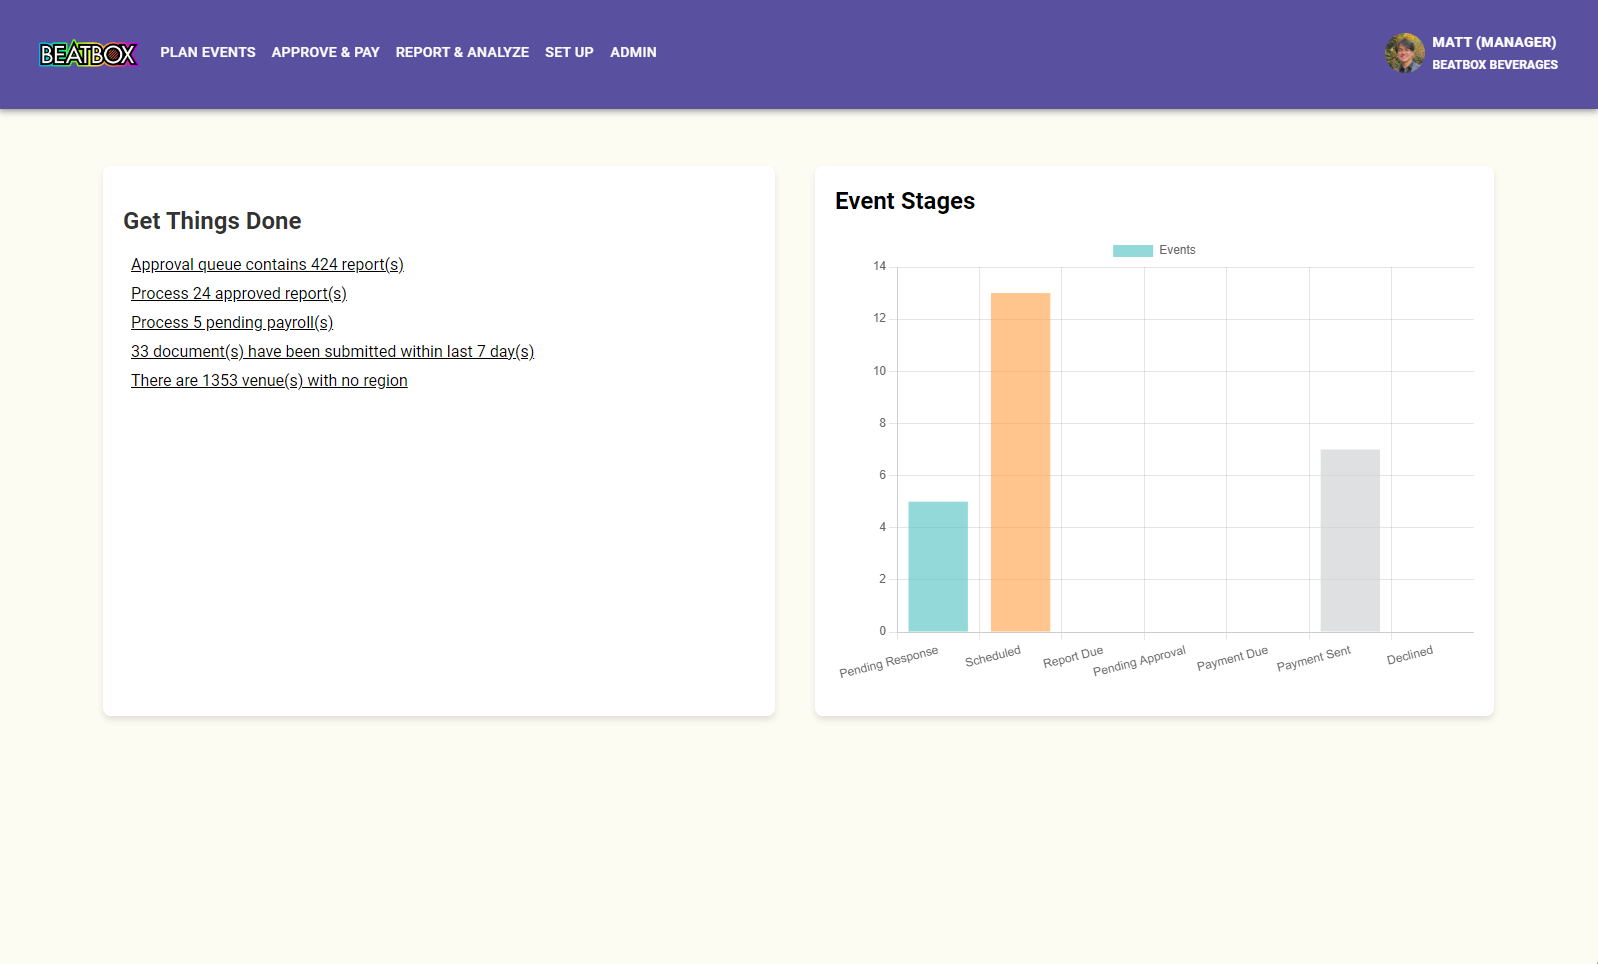 BEATBOX
PLAN EVENTS
APPROVE & PAY
REPORT & ANALYZE
SET UP
ADMIN
MATT (MANAGER)
BEATBOX BEVERAGES
Get Things Done
Approval queue contains 424 report(s)
Process 24 approved report(s)
Process 5 pending payroll(s)
33 document(s) have been submitted within last 7 day(s)
There are 1353 venue(s) with no region
Event Stages
Events
14
12
10
8
6
4
2
0
Pending Response
Scheduled
Report Due
Pending Approval
Payment Due
Payment Sent
Declined